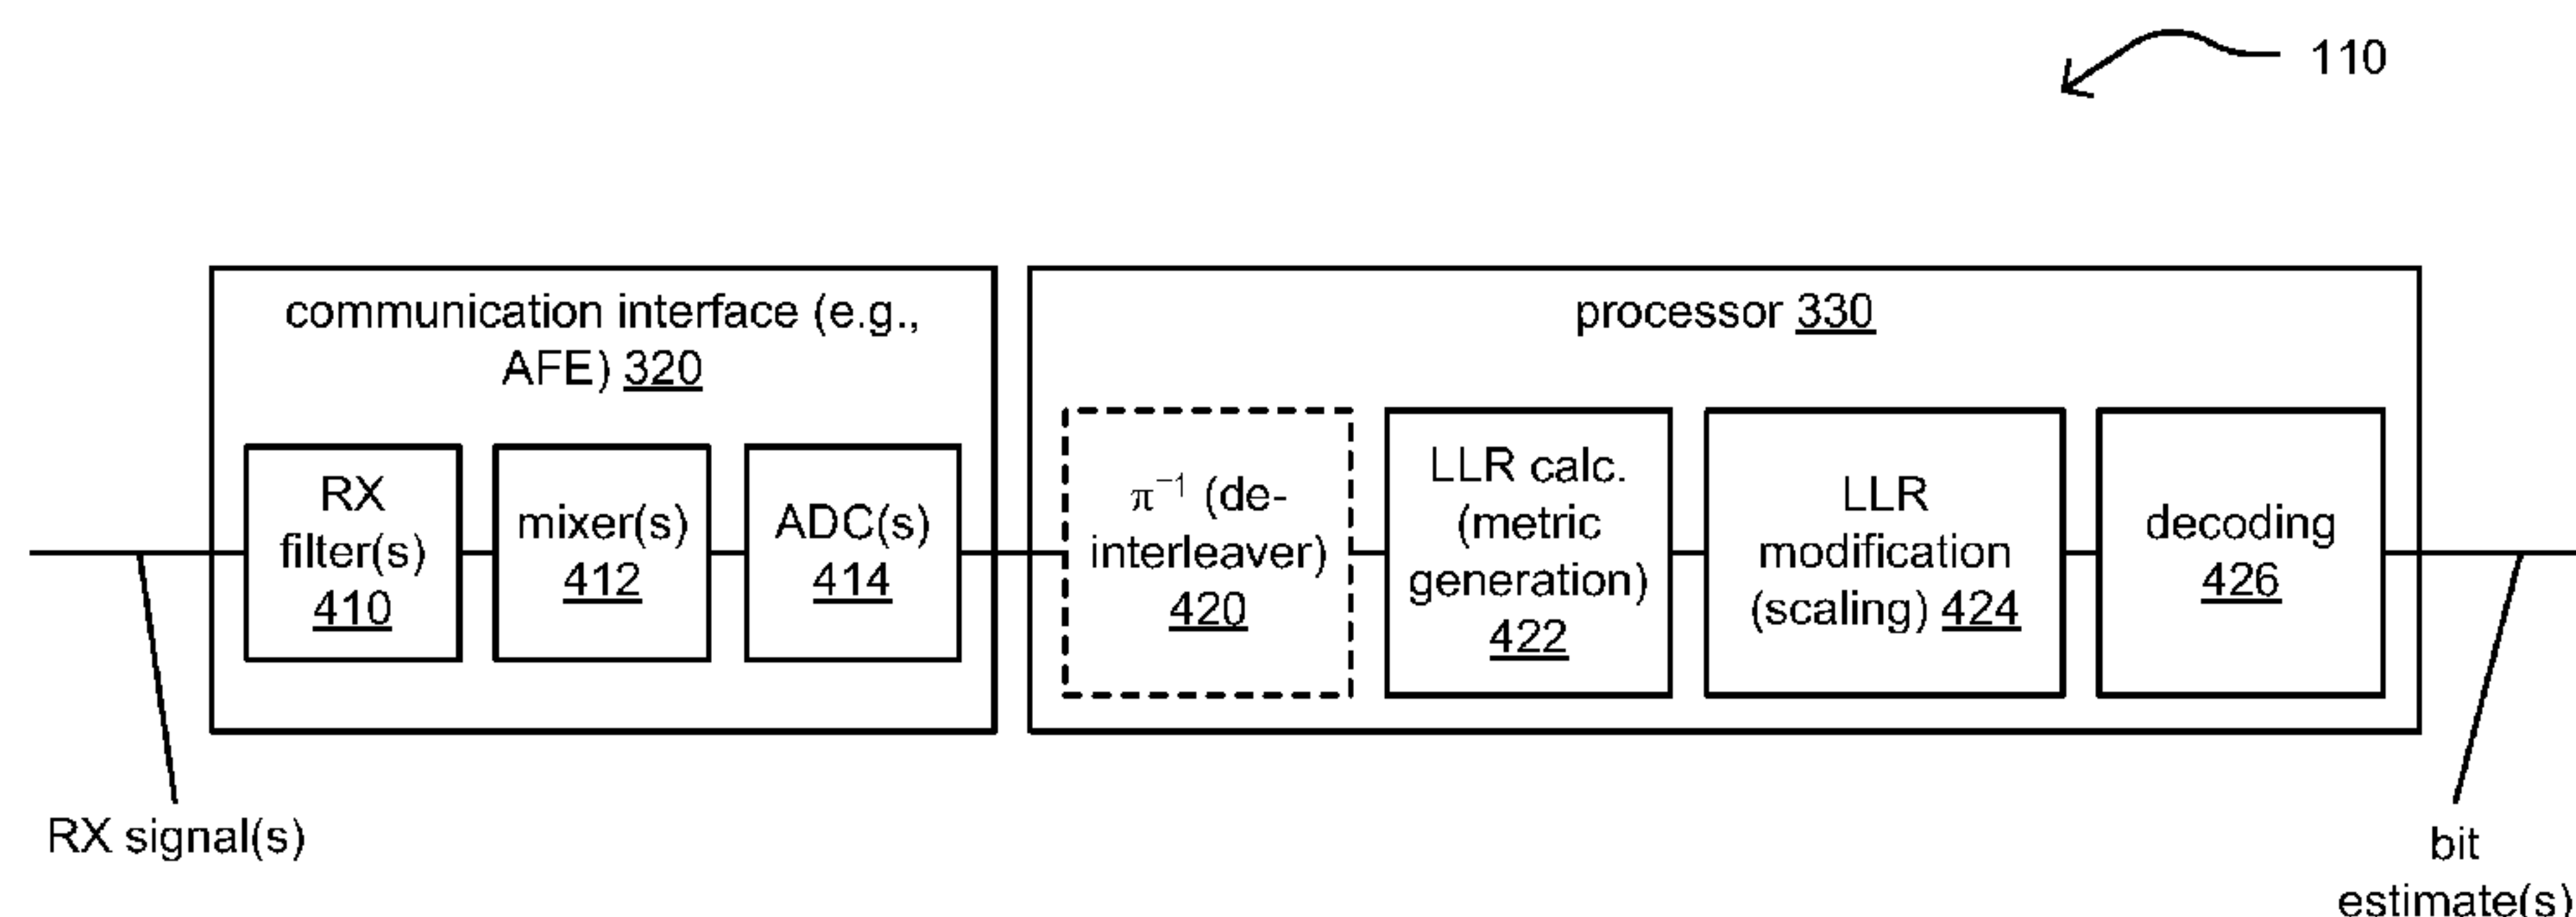 110
communication interface (e.g.,
AFE) 320
processor 330
RX
filter(s)
410
mixer(s)
412
ADC(s)
414
π⁻¹ (de-
interleaver)
420
LLR calc.
(metric
generation)
422
LLR
modification
(scaling) 424
decoding
426
RX signal(s)
bit
estimate(s)